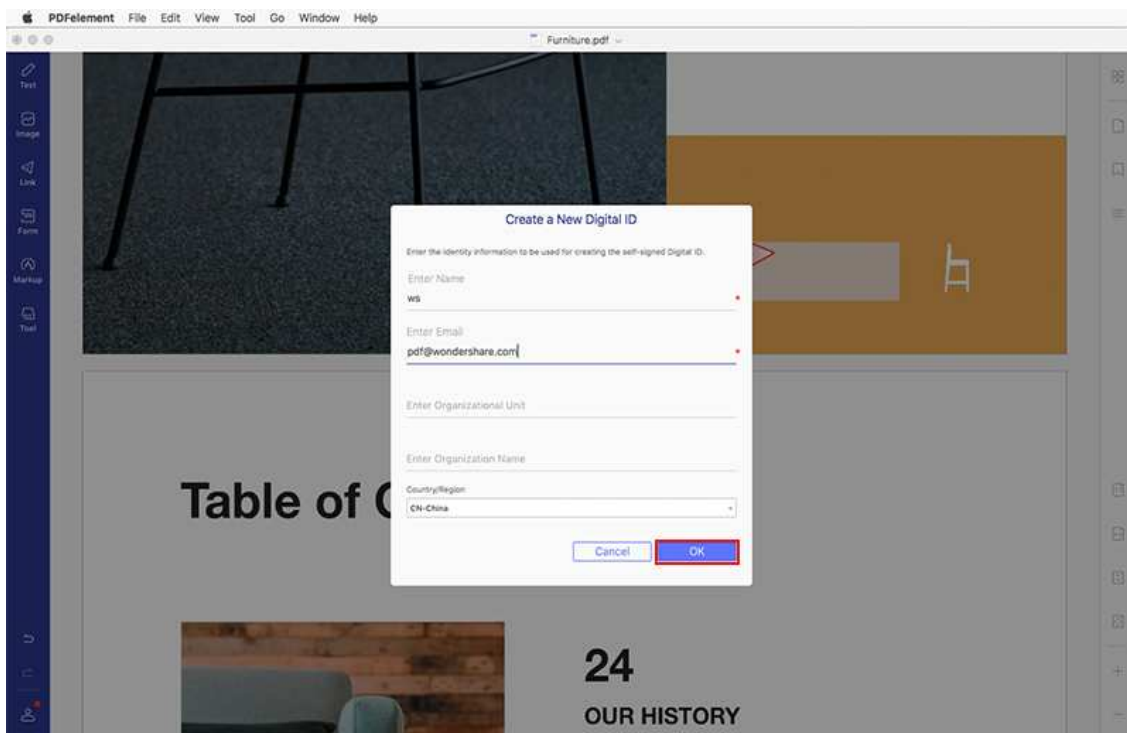 PDFelement File Edit View Tool Go Window Help
Furniture.pdf
Text
Image
Link
Form
Markup
Tool
Create a New Digital ID
Enter the identity information to be used for creating the self-signed Digital ID.
Enter Name
ws *
Enter Email
pdf@wondershare.com *
Enter Organizational Unit
Enter Organization Name
Country/Region
CN-China
Cancel OK
Table of
24
OUR HISTORY